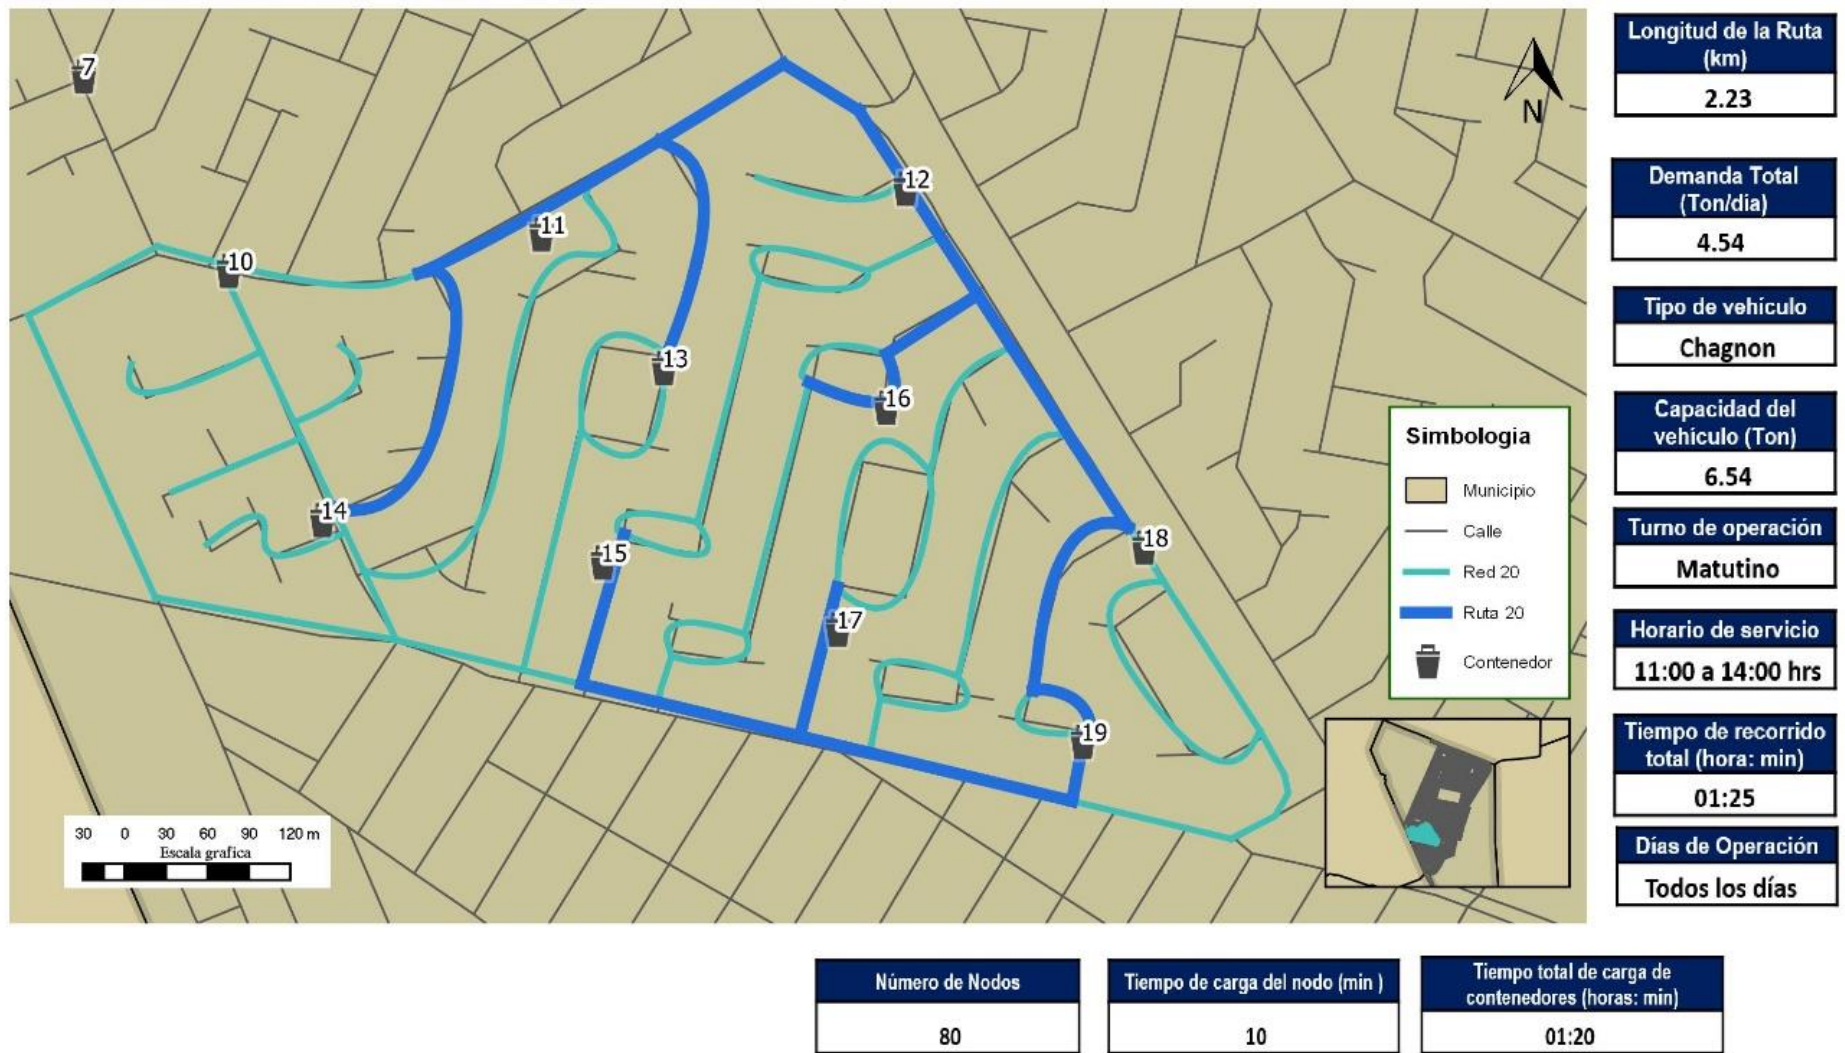 7
10
11
12
13
14
15
16
17
18
19
N
Simbologia
Municipio
Calle
Red 20
Ruta 20
Contenedor
30 0 30 60 90 120 m
Escala grafica
Longitud de la Ruta
(km)
2.23
Demanda Total
(Ton/dia)
4.54
Tipo de vehículo
Chagnon
Capacidad del
vehículo (Ton)
6.54
Turno de operación
Matutino
Horario de servicio
11:00 a 14:00 hrs
Tiempo de recorrido
total (hora: min)
01:25
Días de Operación
Todos los días
Número de Nodos
80
Tiempo de carga del nodo (min )
10
Tiempo total de carga de
contenedores (horas: min)
01:20